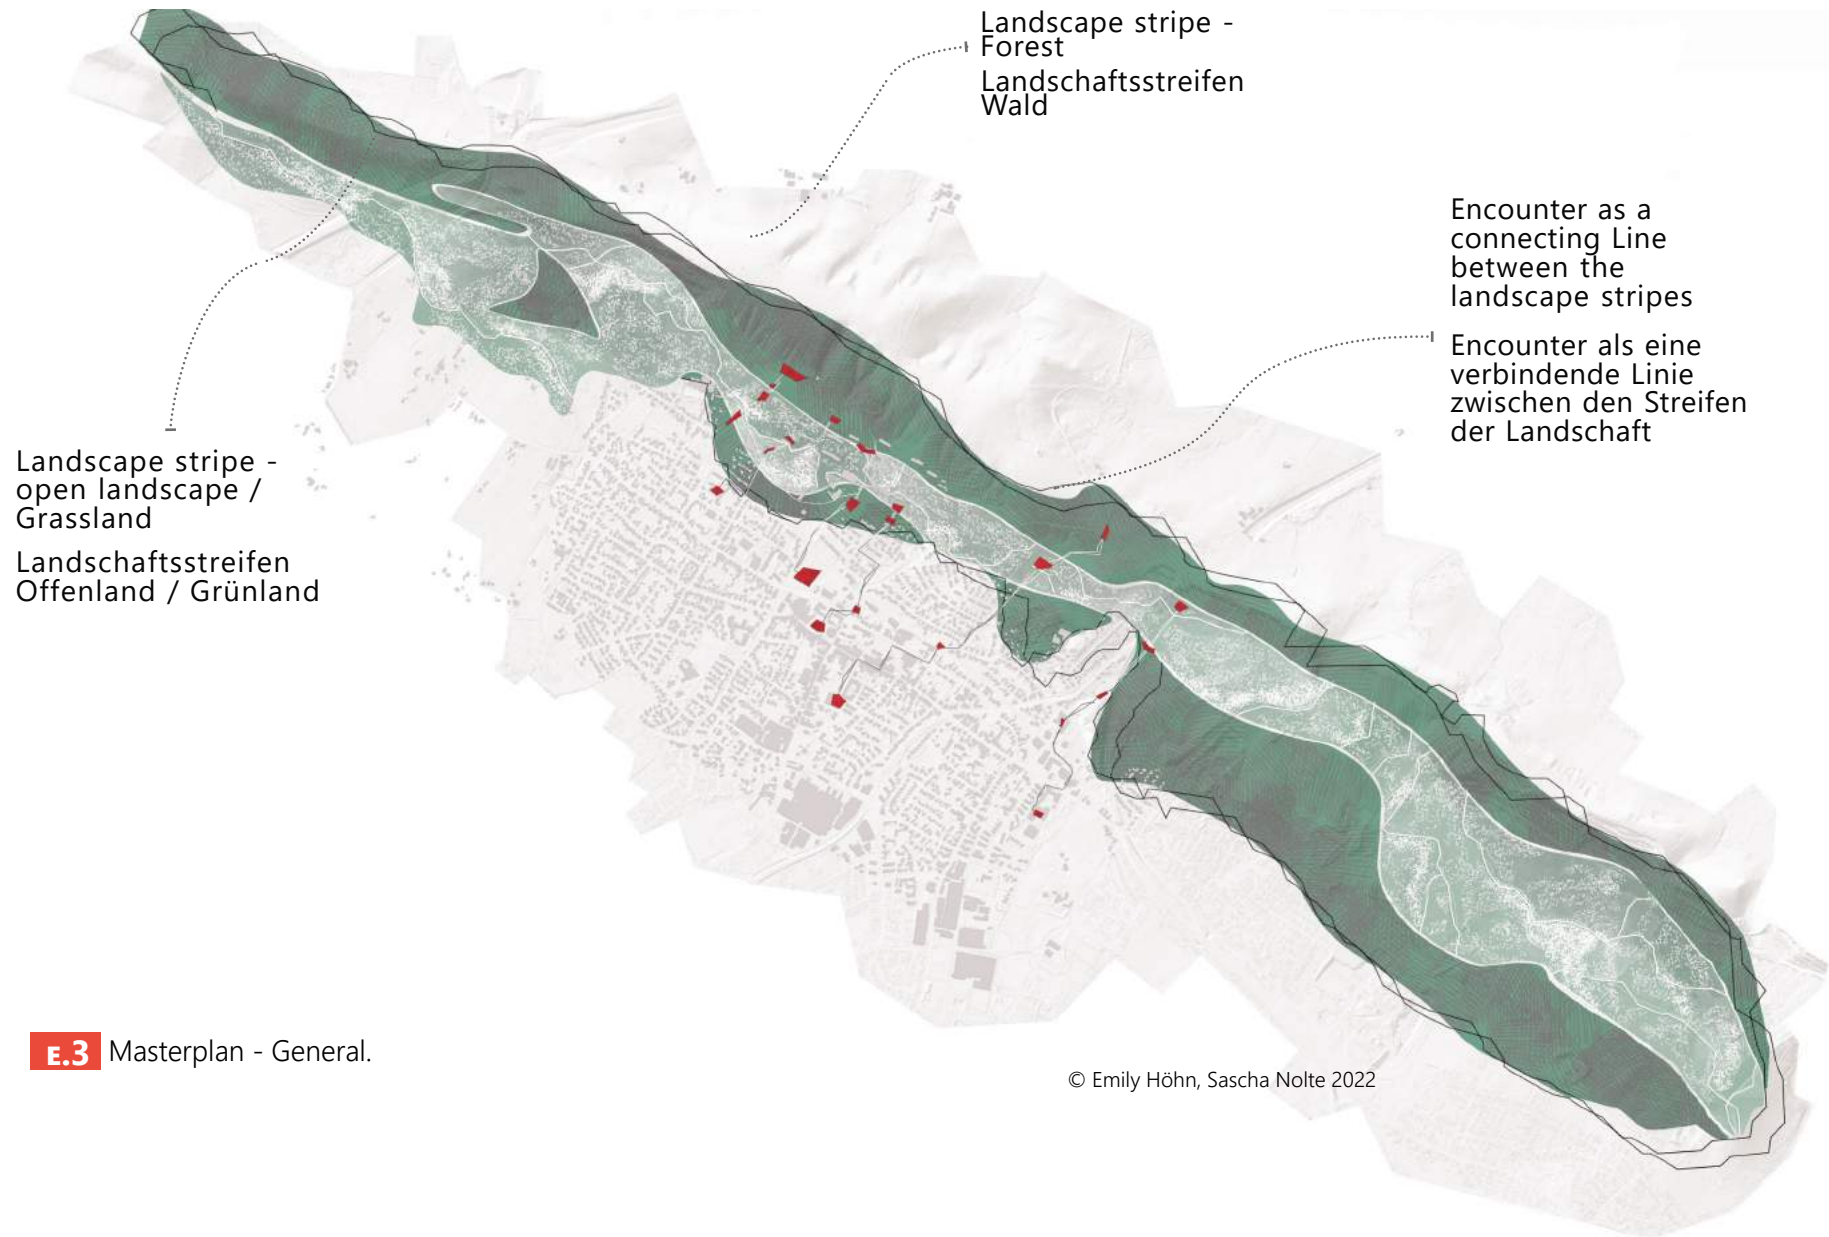 Landscape stripe -
Forest
Landschaftsstreifen
Wald
Encounter as a
connecting Line
between the
landscape stripes
Encounter als eine
verbindende Linie
zwischen den Streifen
der Landschaft
Landscape stripe -
open landscape /
Grassland
Landschaftsstreifen
Offenland / Grünland
E.3 Masterplan - General.
© Emily Höhn, Sascha Nolte 2022